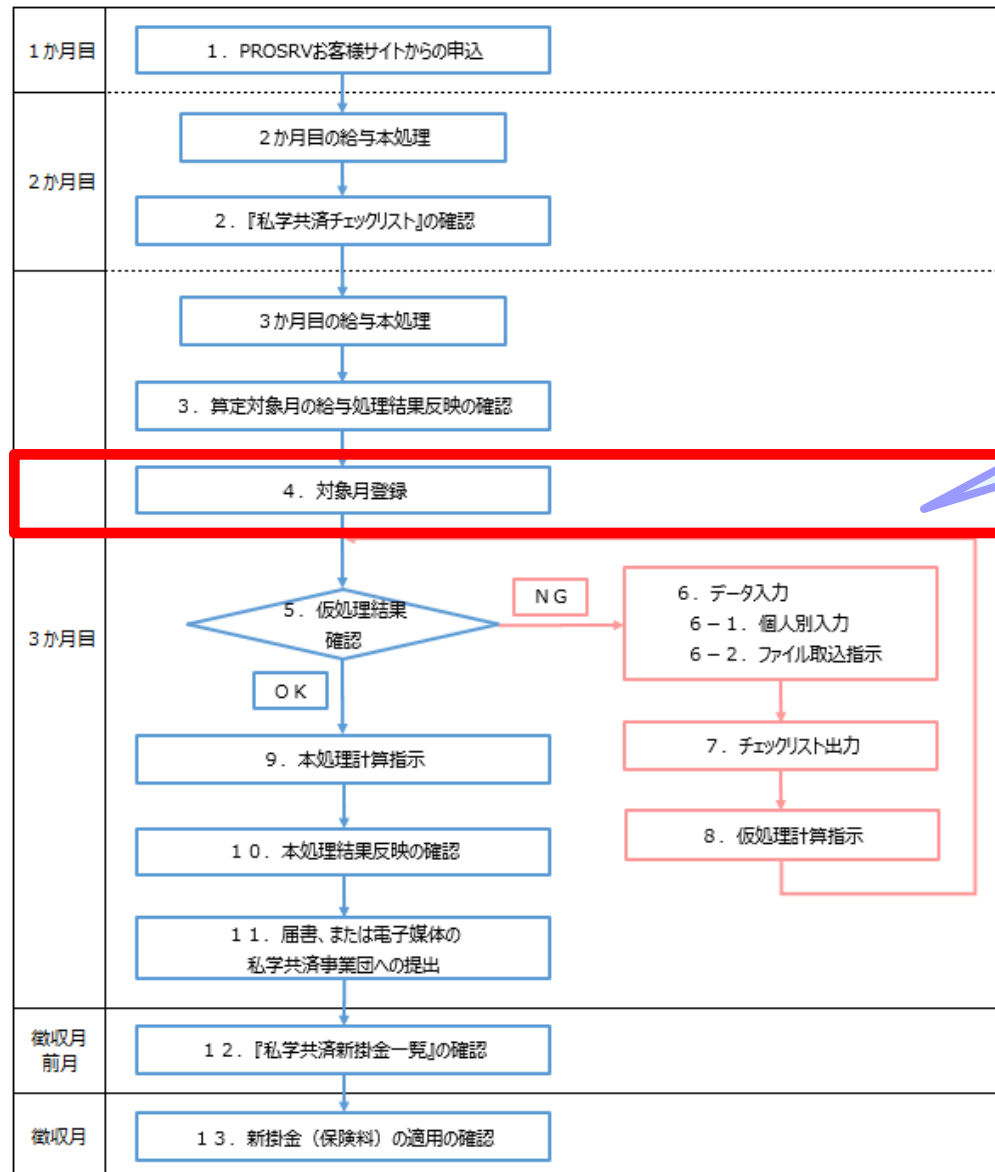 1か月目
1．PROSRVお客様サイトからの申込
2か月目の給与本処理
2か月目
2．『私学共済チェックリスト』の確認
3か月目の給与本処理
3．算定対象月の給与処理結果反映の確認
4．対象月登録
5．仮処理結果
確認
NG
6．データ入力
6－1．個人別入力
6－2．ファイル取込指示
3か月目
OK
7．チェックリスト出力
9．本処理計算指示
8．仮処理計算指示
10．本処理結果反映の確認
11．届書、または電子媒体の
私学共済事業団への提出
徴収月
前月
12．『私学共済新掛金一覧』の確認
徴収月
13．新掛金（保険料）の適用の確認